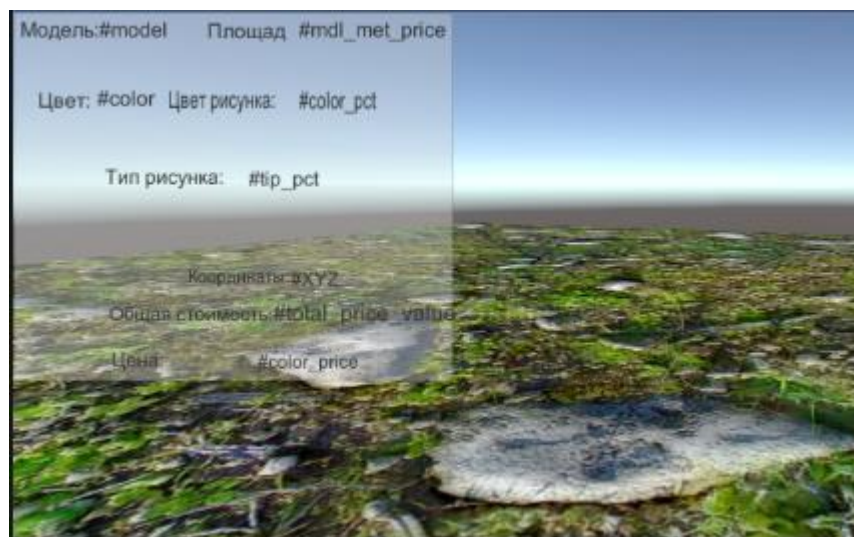 Модель:#model Площад #mdl_met_price
Цвет: #color Цвет рисунка: #color_pct
Тип рисунка: #tip_pct
Координаты:#XYZ
Общая стоимость:#total_price_value
Цена #color_price